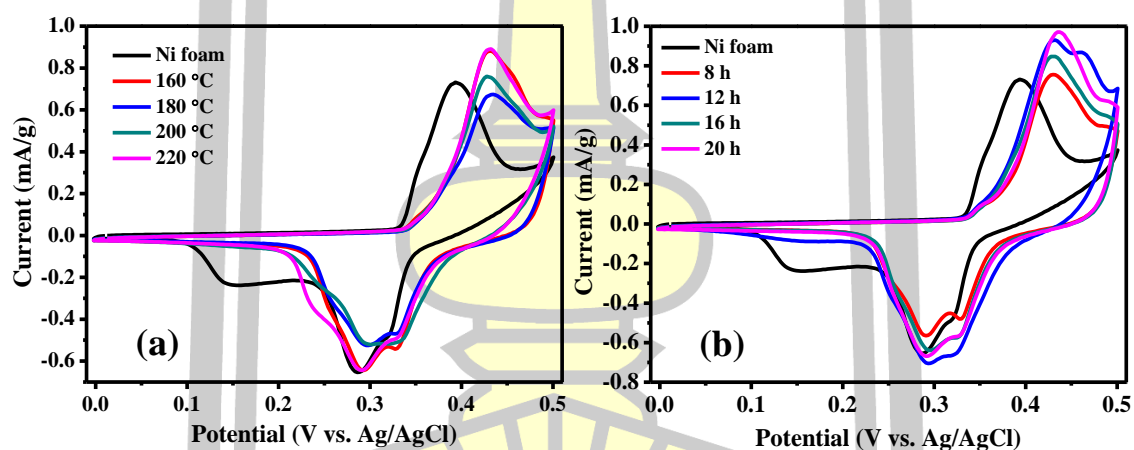 1.0
0.8
0.6
0.4
0.2
0.0
-0.2
-0.4
-0.6
Current (mA/g)
Ni foam
160 °C
180 °C
200 °C
220 °C
(a)
0.0 0.1 0.2 0.3 0.4 0.5
Potential (V vs. Ag/AgCl)
1.0
0.8
0.6
0.4
0.2
0.0
-0.2
-0.4
-0.6
-0.8
Current (mA/g)
Ni foam
8 h
12 h
16 h
20 h
(b)
0.0 0.1 0.2 0.3 0.4 0.5
Potential (V vs. Ag/AgCl)